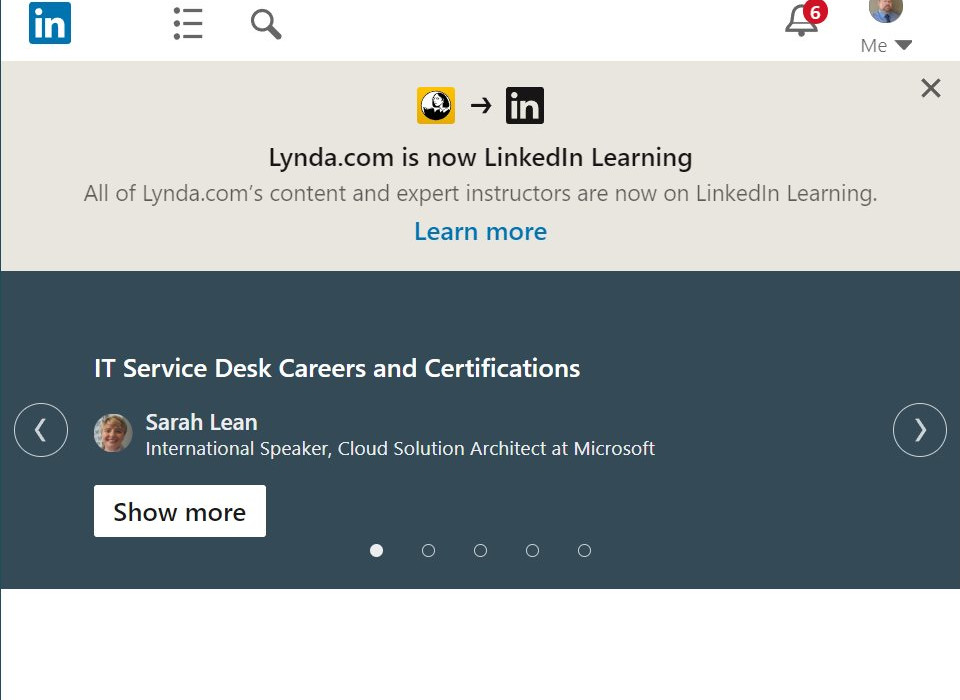 in
6
Me
in
Lynda.com is now LinkedIn Learning
All of Lynda.com’s content and expert instructors are now on LinkedIn Learning.
Learn more
IT Service Desk Careers and Certifications
Sarah Lean
International Speaker, Cloud Solution Architect at Microsoft
Show more